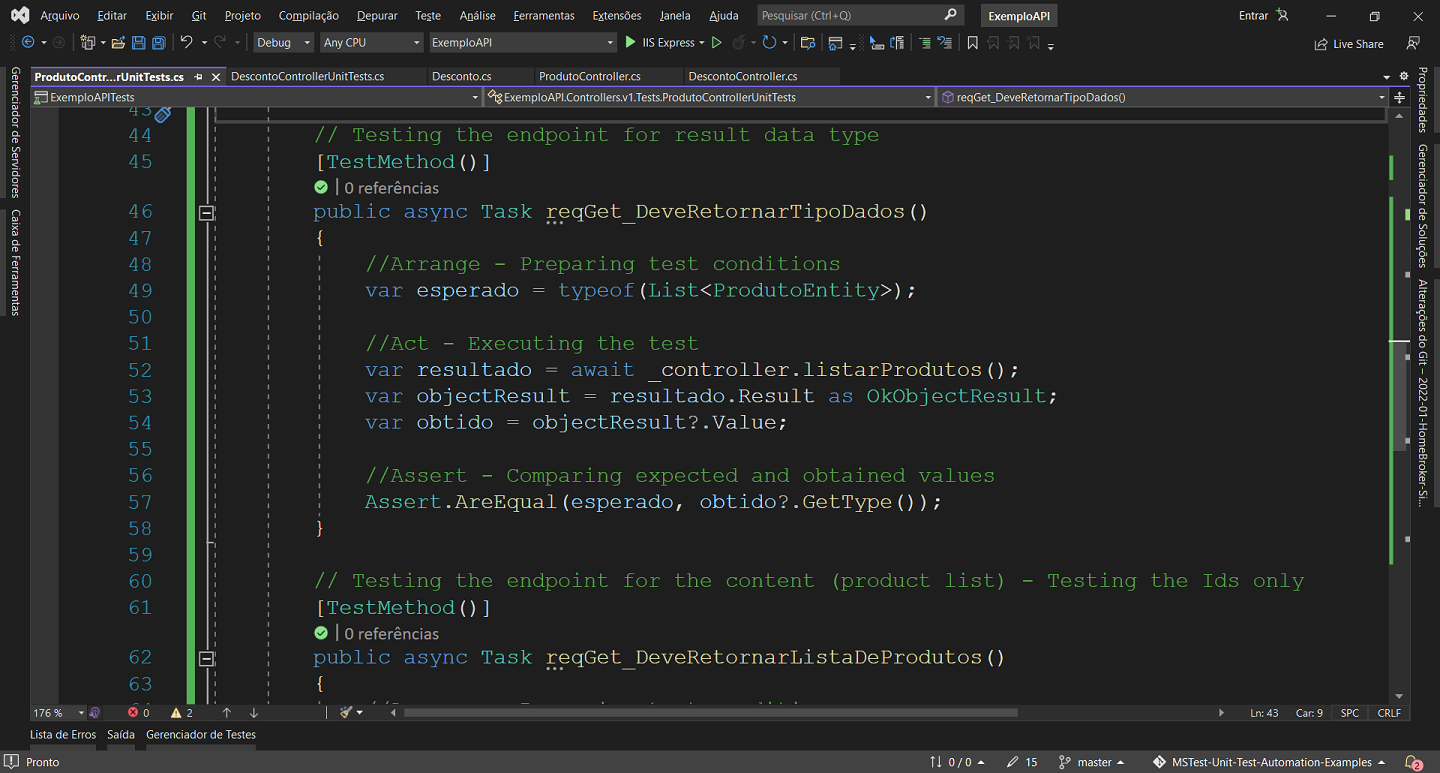 Arquivo Editar Exibir Git Projeto Compilação Depurar Teste Análise Ferramentas Extensões Janela Ajuda Pesquisar (Ctrl+Q) ExemploAPI Entrar
Debug Any CPU ExemploAPI IIS Express Live Share
ProdutoContr...rUnitTests.cs DescontoControllerUnitTests.cs Desconto.cs ProdutoController.cs DescontoController.cs
ExemploAPITests ExemploAPI.Controllers.v1.Tests.ProdutoControllerUnitTests reqGet_DeveRetornarTipoDados()
Gerenciador de Servidores
Caixa de Ferramentas
43
44 // Testing the endpoint for result data type
45 [TestMethod()]
0 referências
46 public async Task reqGet_DeveRetornarTipoDados()
47 {
48 //Arrange - Preparing test conditions
49 var esperado = typeof(List<ProdutoEntity>);
50
51 //Act - Executing the test
52 var resultado = await _controller.listarProdutos();
53 var objectResult = resultado.Result as OkObjectResult;
54 var obtido = objectResult?.Value;
55
56 //Assert - Comparing expected and obtained values
57 Assert.AreEqual(esperado, obtido?.GetType());
58 }
59
60 // Testing the endpoint for the content (product list) - Testing the Ids only
61 [TestMethod()]
0 referências
62 public async Task reqGet_DeveRetornarListaDeProdutos()
63 {
Propriedades
Gerenciador de Soluções
Alterações do Git – 2022-01-HomeBroker-Si...
176 % 0 2 Ln: 43 Car: 9 SPC CRLF
Lista de Erros Saída Gerenciador de Testes
Pronto 0 / 0 15 master MSTest-Unit-Test-Automation-Examples 2